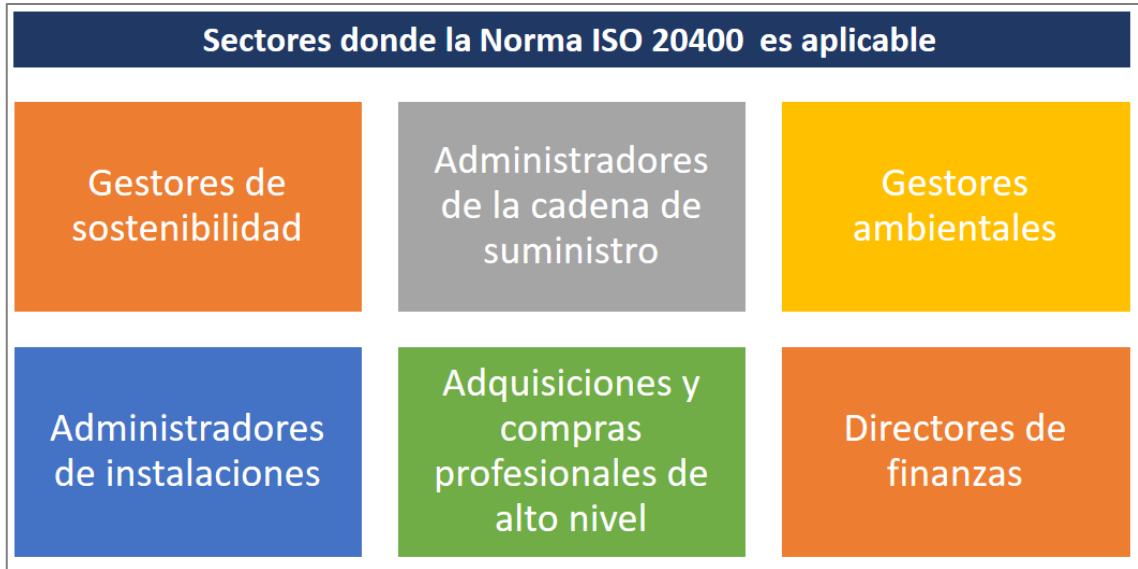 Sectores donde la Norma ISO 20400 es aplicable
Gestores de
sostenibilidad
Administradores
de la cadena de
suministro
Gestores
ambientales
Administradores
de instalaciones
Adquisiciones y
compras
profesionales de
alto nivel
Directores de
finanzas